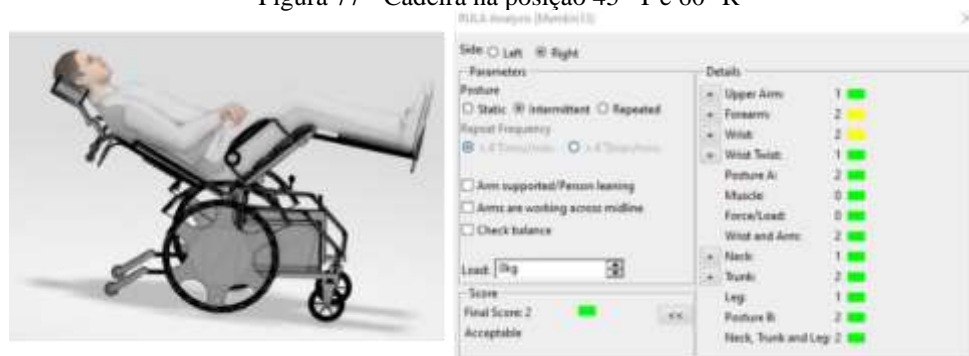 Figura 77 - Cadeira na posição 45° T e 60° R
RULA Analysis (Manikin13)
Side: Left Right
Parameters
Posture
Static Intermittent Repeated
Repeat Frequency
Arm supported/Person leaning
Arms are working across midline
Check balance
Load: 0kg
Score
Final Score: 2 <<
Acceptable
Details
+ Upper Arm: 1
+ Forearm: 2
+ Wrist: 2
+ Wrist Twist: 1
Posture A: 2
Muscle: 0
Force/Load: 0
Wrist and Arm: 2
+ Neck: 1
+ Trunk: 2
Leg: 1
Posture B: 2
Neck, Trunk and Leg: 2